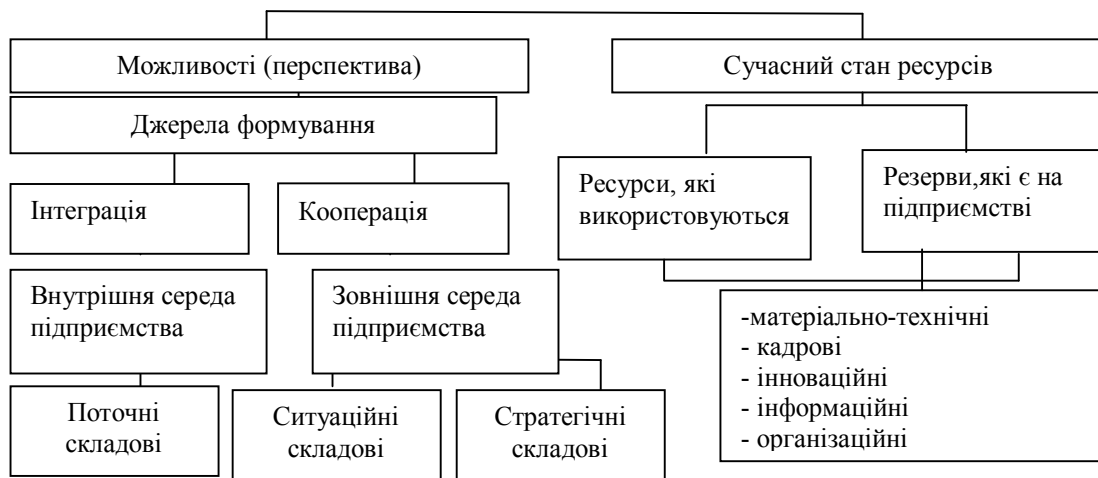 Можливості (перспектива)
Сучасний стан ресурсів
Джерела формування
Інтеграція
Кооперація
Ресурси, які
використовуються
Резерви,які є на
підприємстві
Внутрішня середа
підприємства
Зовнішня середа
підприємства
-матеріально-технічні
- кадрові
- інноваційні
- інформаційні
- організаційні
Поточні
складові
Ситуаційні
складові
Стратегічні
складові